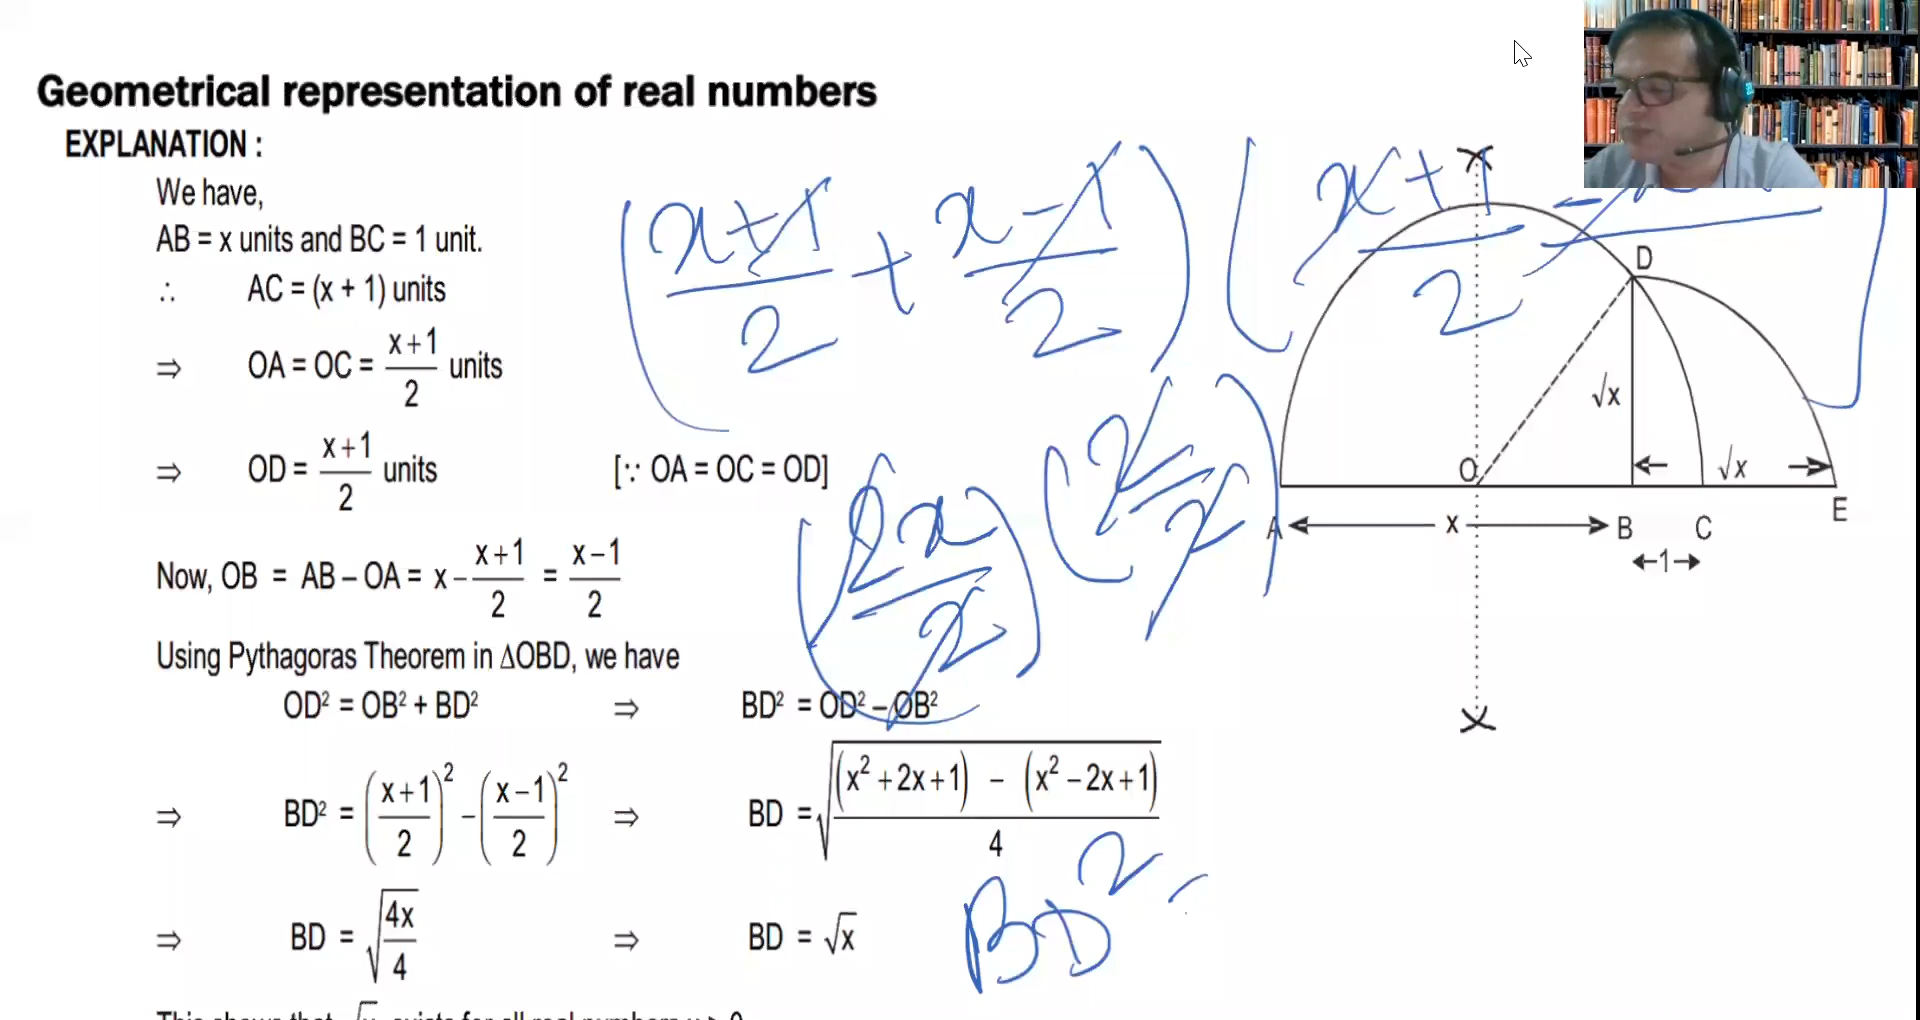 Geometrical representation of real numbers
EXPLANATION :
We have,
AB = x units and BC = 1 unit.
∴ AC = (x + 1) units
⇒ OA = OC = (x+1)/2 units
⇒ OD = (x+1)/2 units [∵ OA = OC = OD]
Now, OB = AB – OA = x – (x+1)/2 = (x–1)/2
Using Pythagoras Theorem in ΔOBD, we have
OD² = OB² + BD² ⇒ BD² = OD² – OB²
⇒ BD² = ((x+1)/2)² – ((x–1)/2)² ⇒ BD = √(((x²+2x+1) – (x²–2x+1))/4)
⇒ BD = √(4x/4) ⇒ BD = √x
((x+1)/2 + (x-1)/2) (x+1/2 -
(2x/2) (2/2)
BD² =
D
√x
O √x
E
A x B C
1